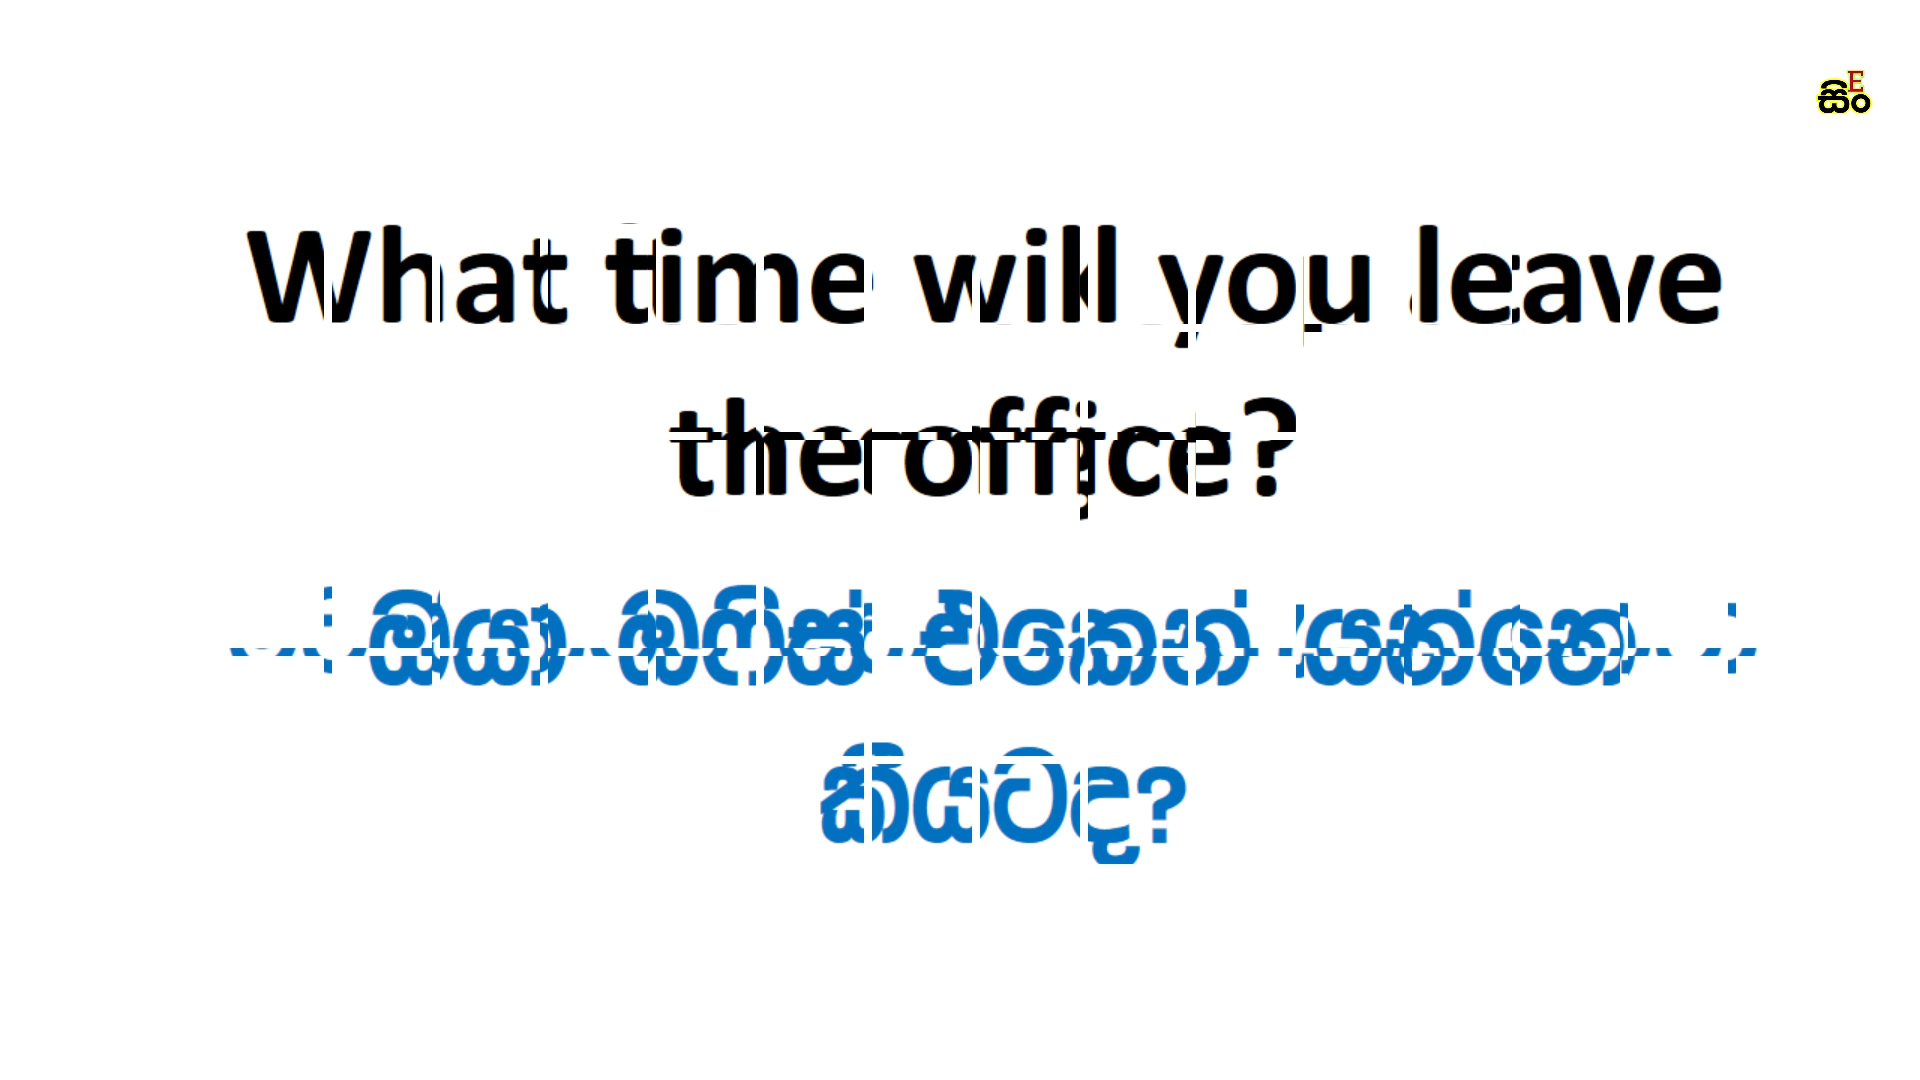 සිංE
What time will you leave
the office?
ඔයා ඔෆිස් එකෙන් යන්නෙ
කීයටද?